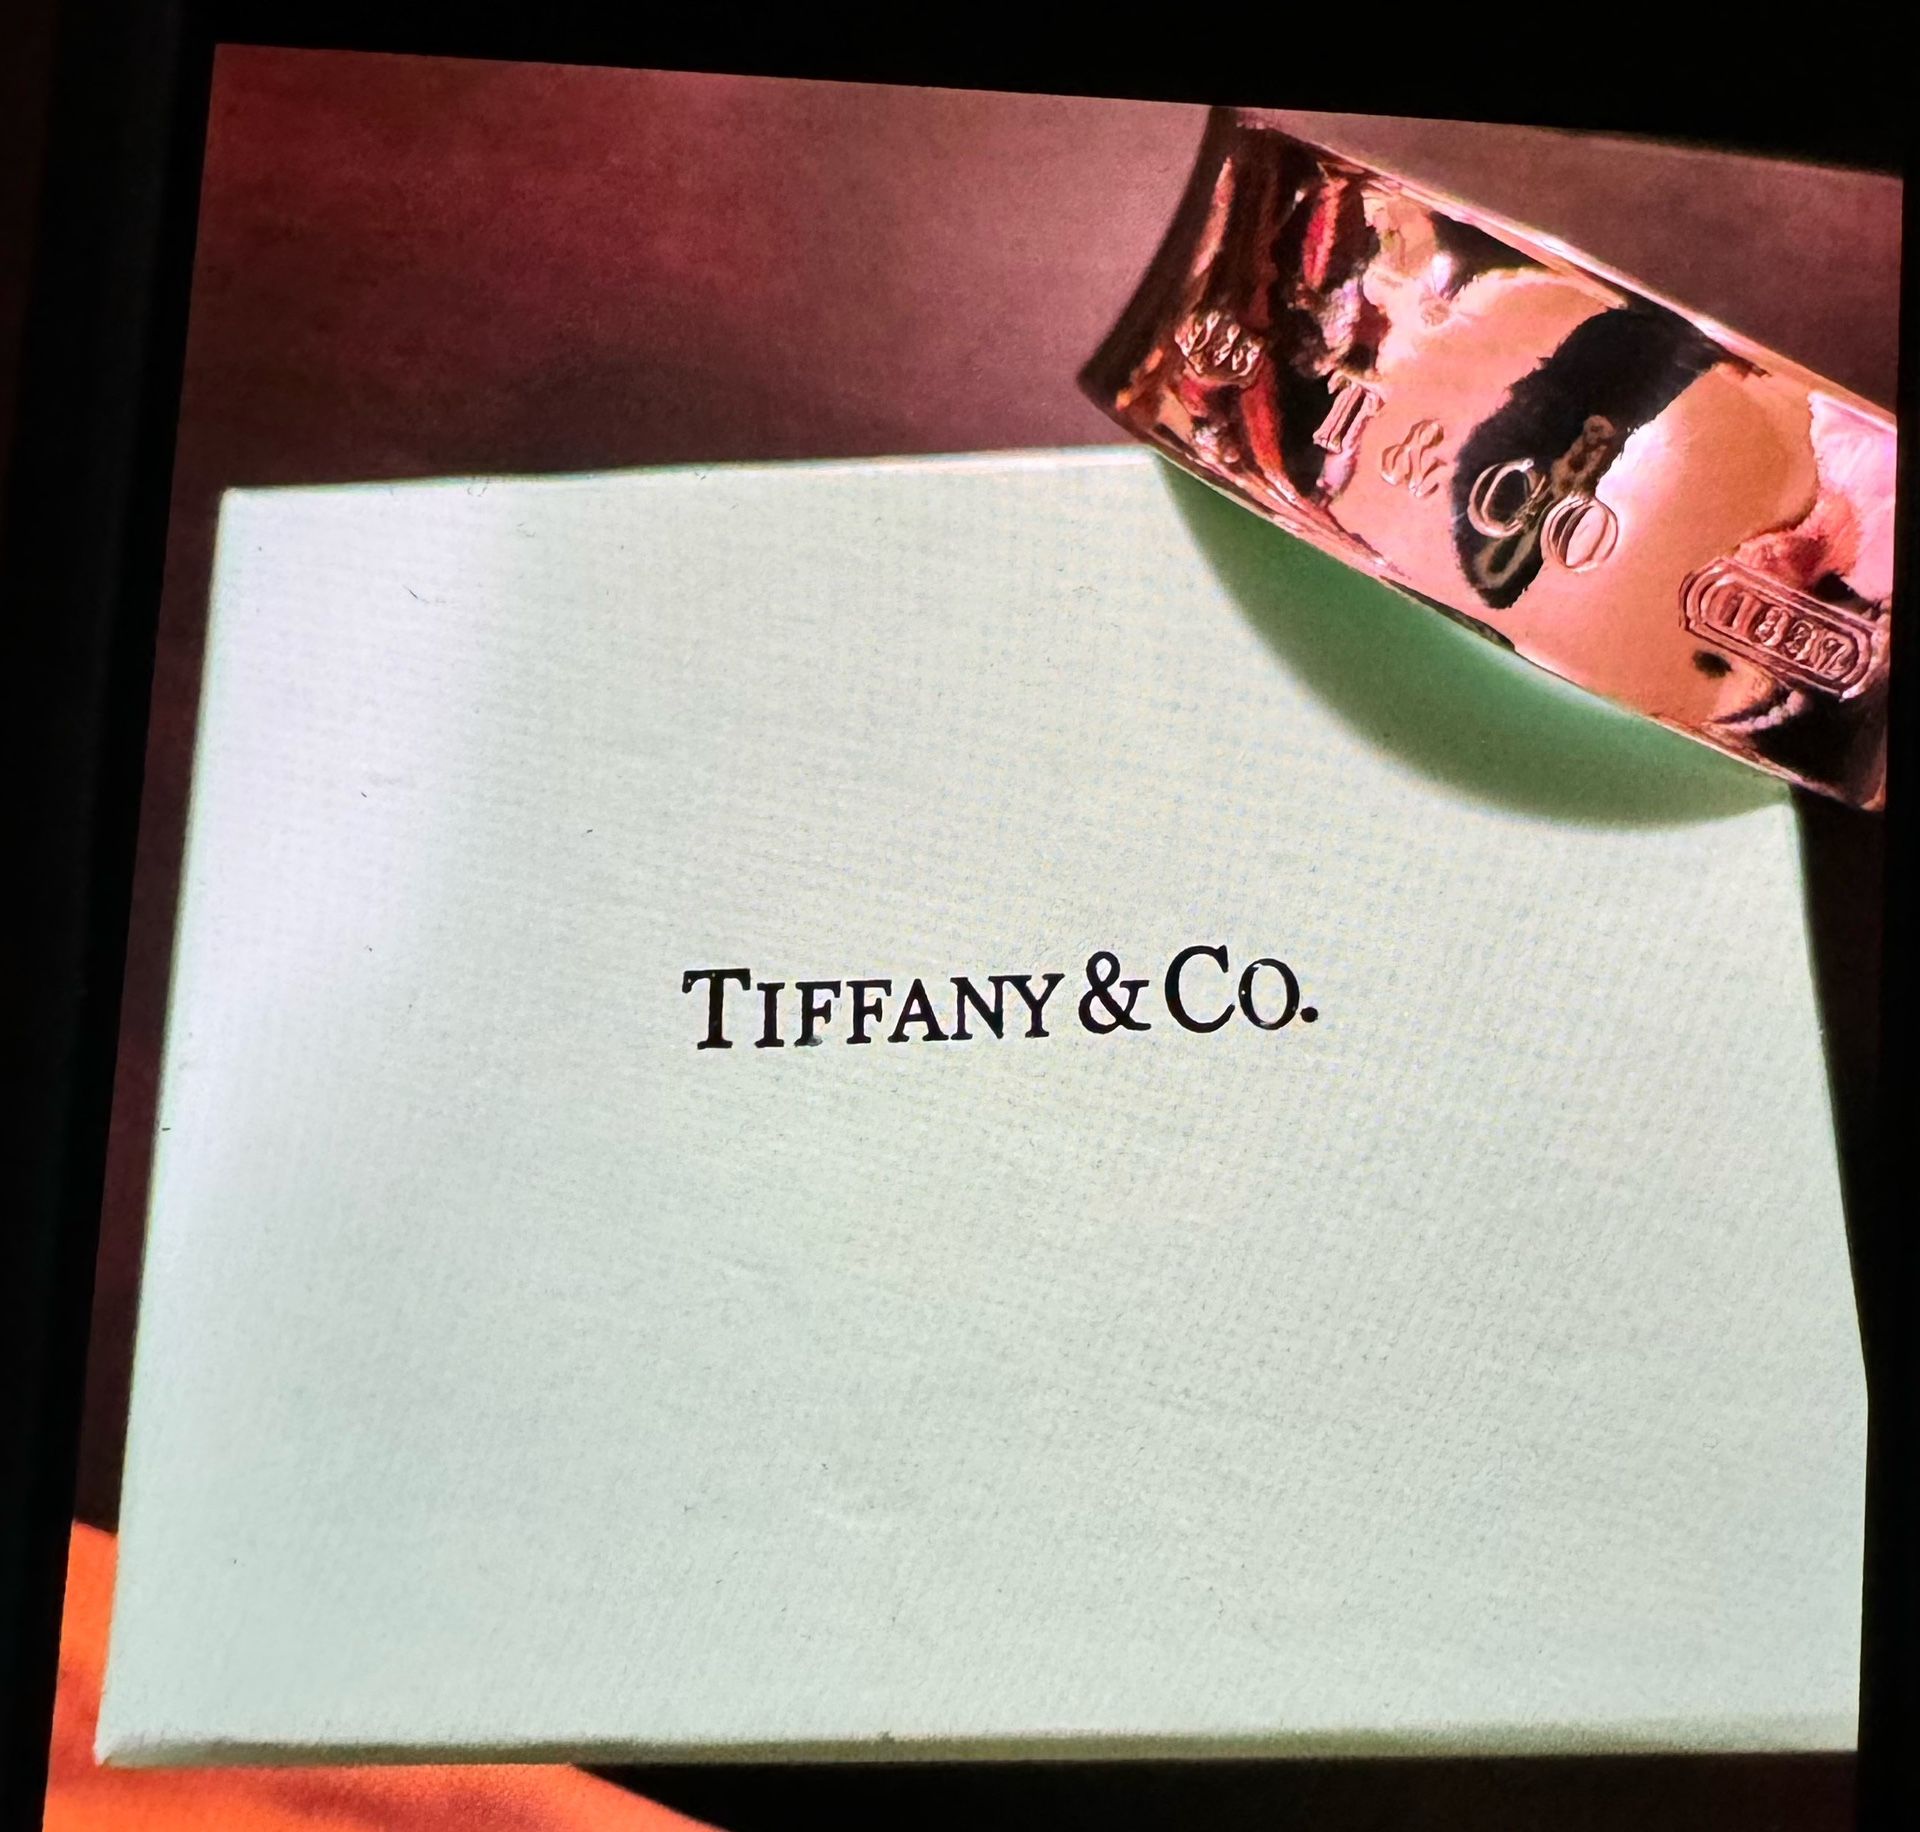 T & CO
1837
TIFFANY & CO.